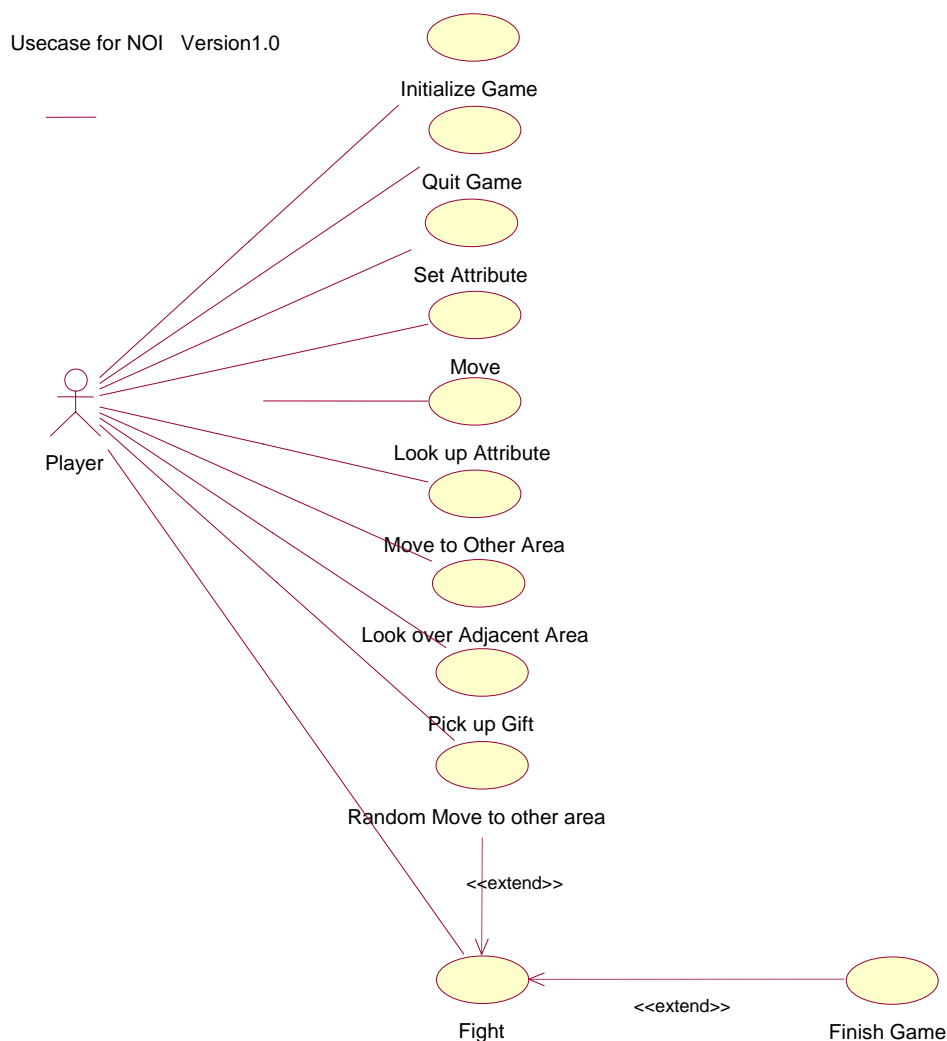 Usecase for NOI Version1.0
Initialize Game
Quit Game
Set Attribute
Move
Look up Attribute
Player
Move to Other Area
Look over Adjacent Area
Pick up Gift
Random Move to other area
<<extend>>
<<extend>>
Fight
Finish Game